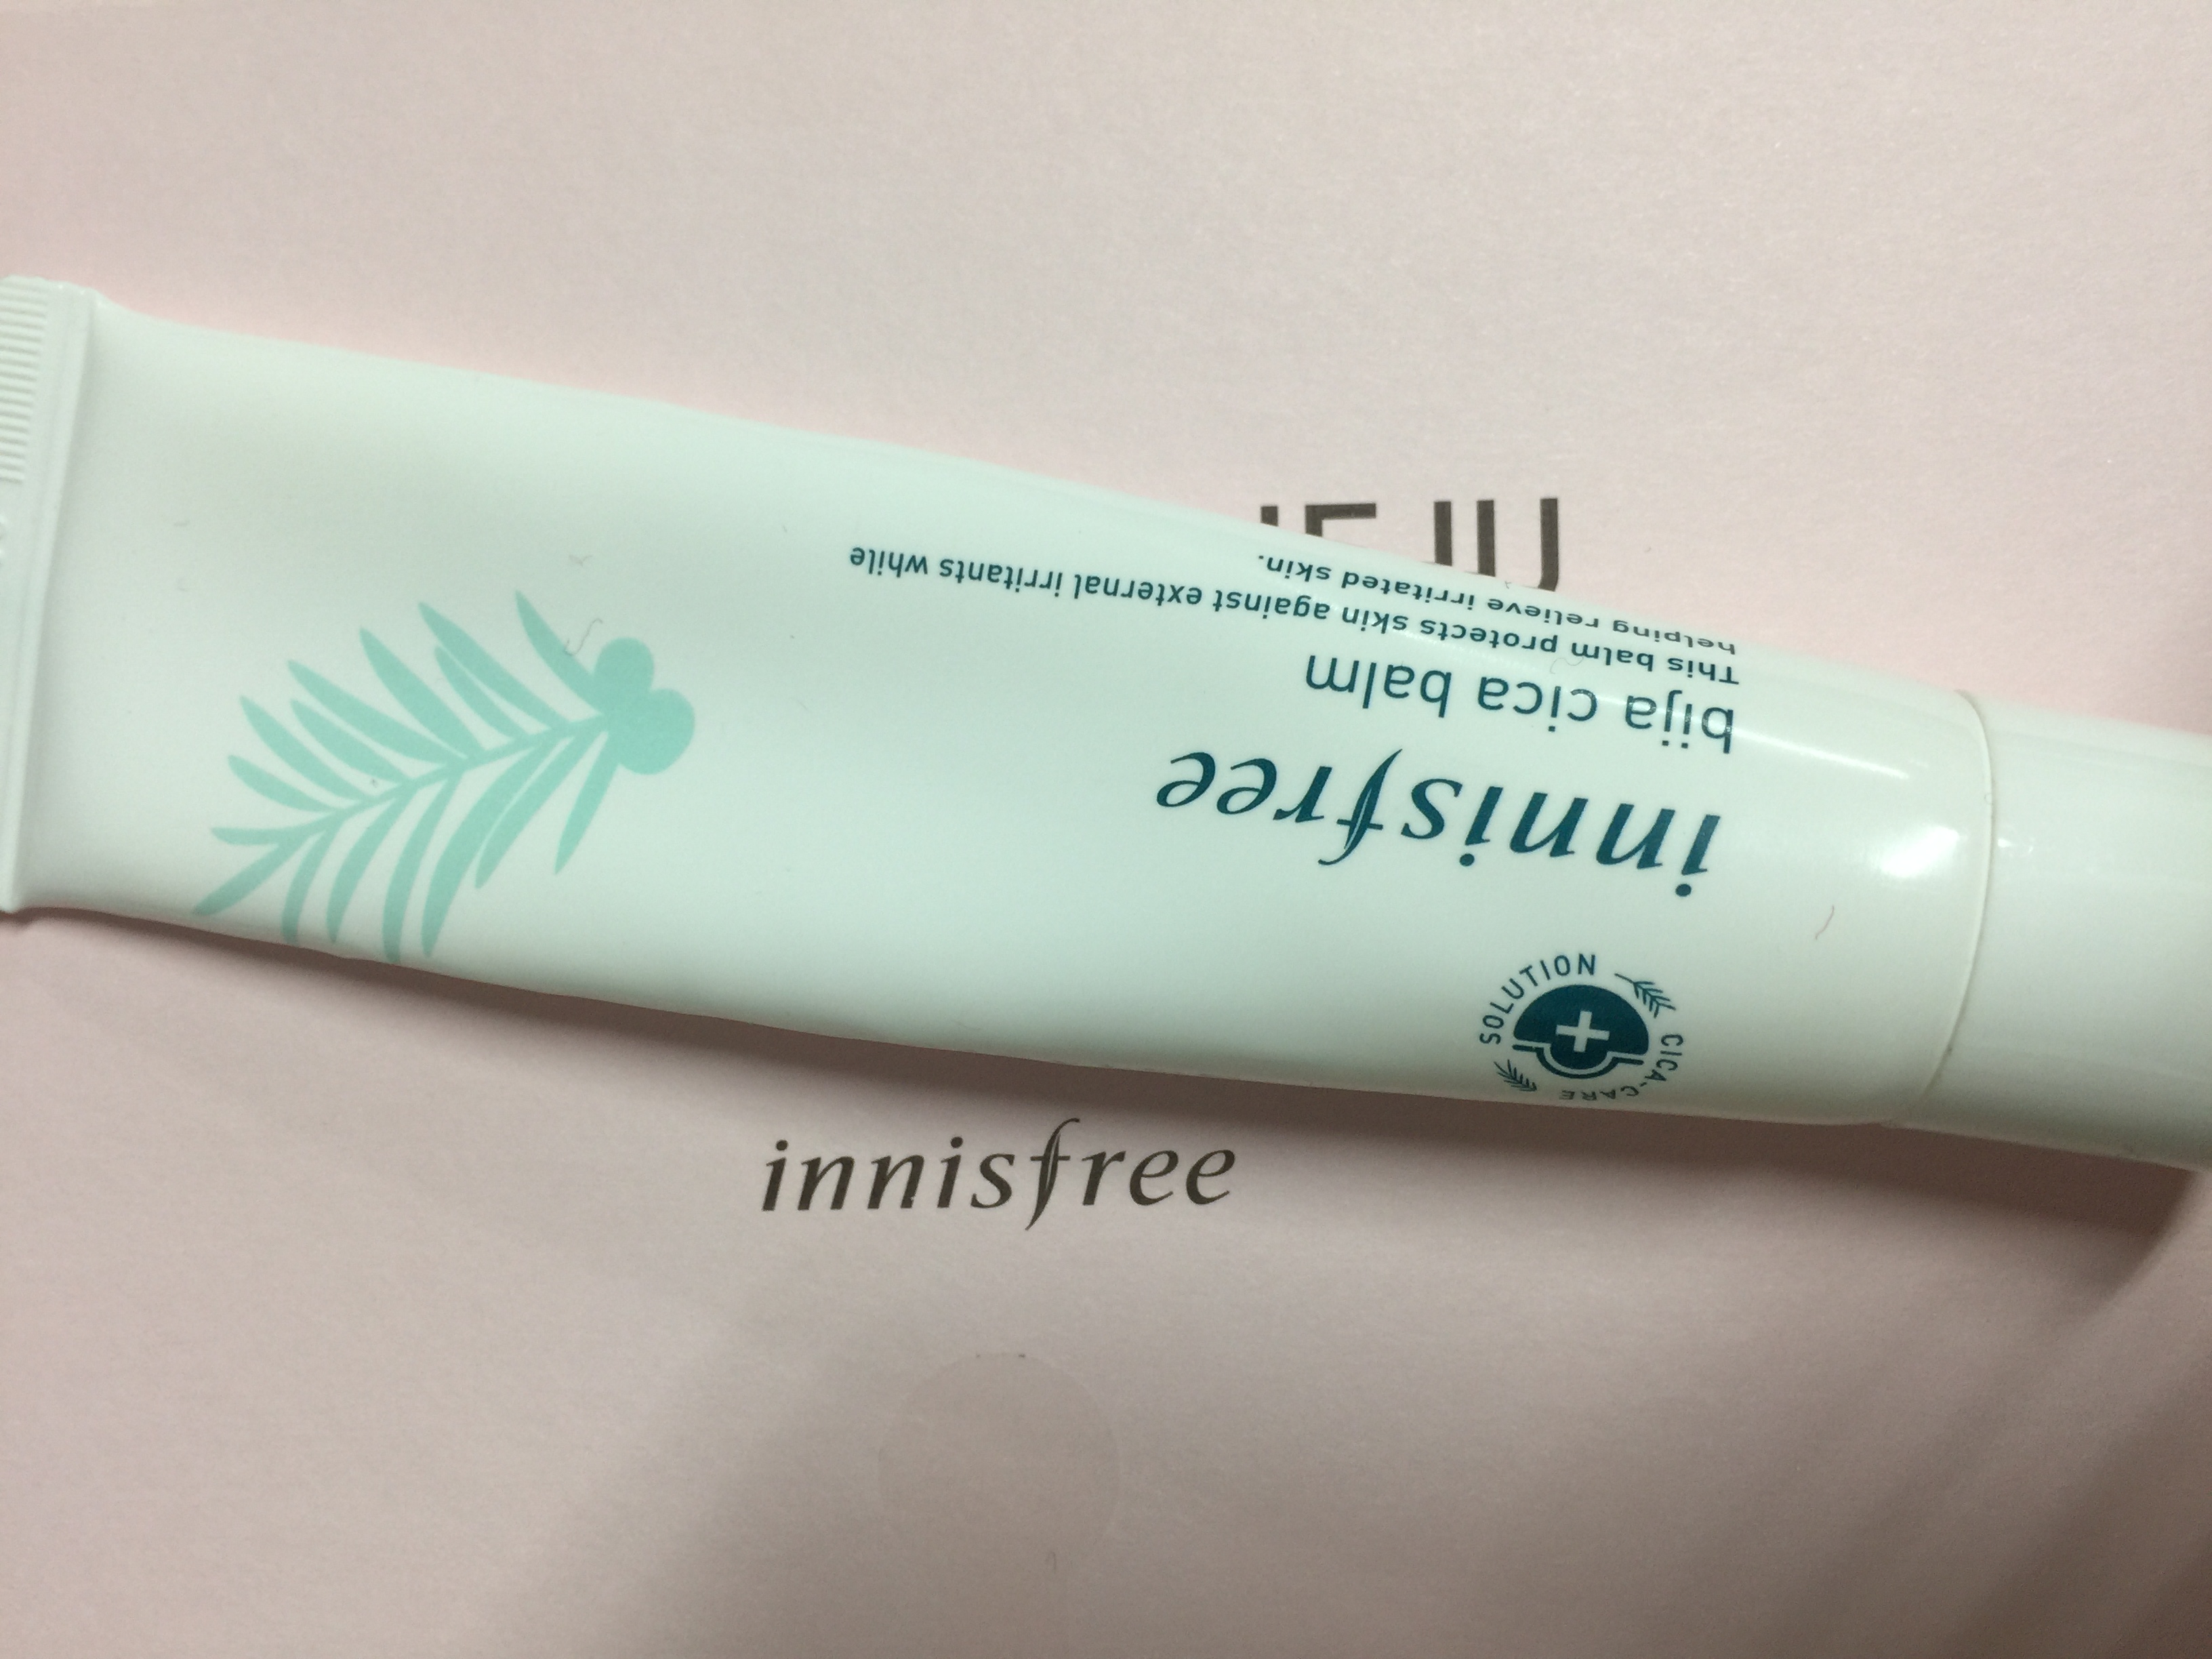 JEJU
CICA-CARE SOLUTION
innisfree
bija cica balm
This balm protects skin against external irritants while
helping relieve irritated skin.
innisfree